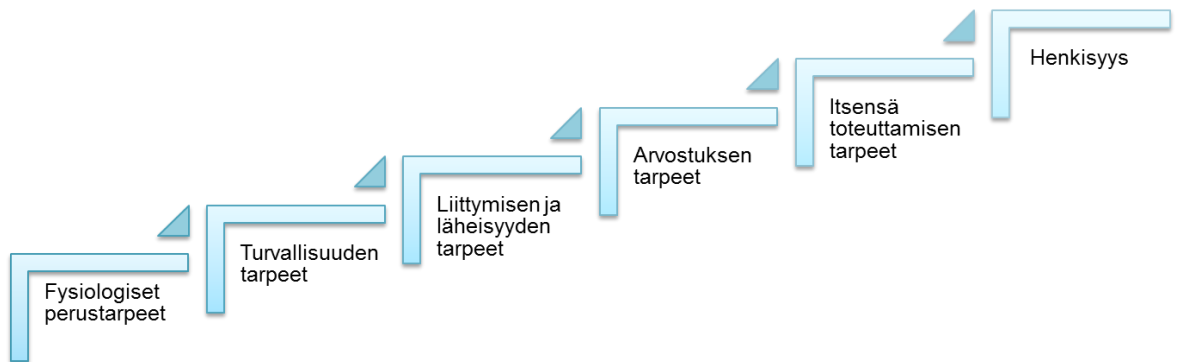 Fysiologiset
perustarpeet
Turvallisuuden
tarpeet
Liittymisen ja
läheisyyden
tarpeet
Arvostuksen
tarpeet
Itsensä
toteuttamisen
tarpeet
Henkisyys